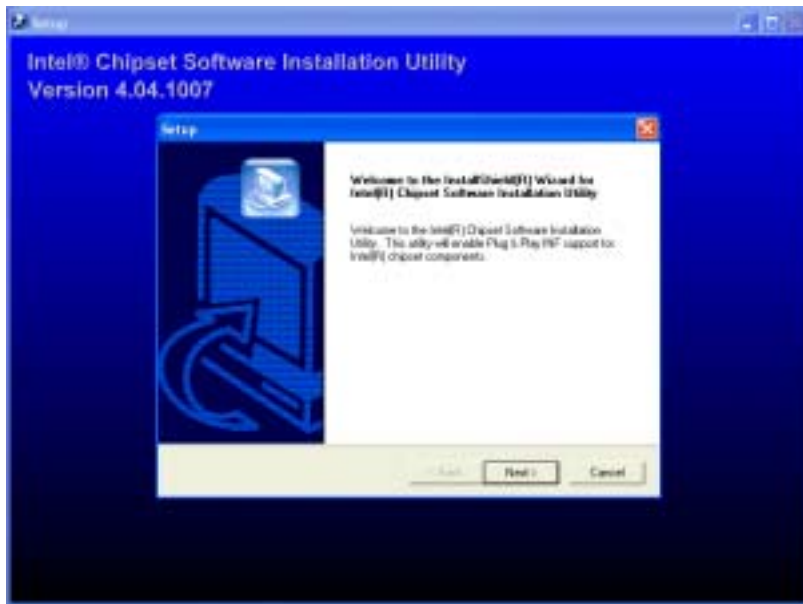 Setup
Intel® Chipset Software Installation Utility
Version 4.04.1007
Setup
Welcome to the InstallShield(R) Wizard for
Intel(R) Chipset Software Installation Utility
Welcome to the Intel(R) Chipset Software Installation
Utility. This utility will enable Plug & Play INF support for
Intel(R) chipset components.
< Back
Next >
Cancel